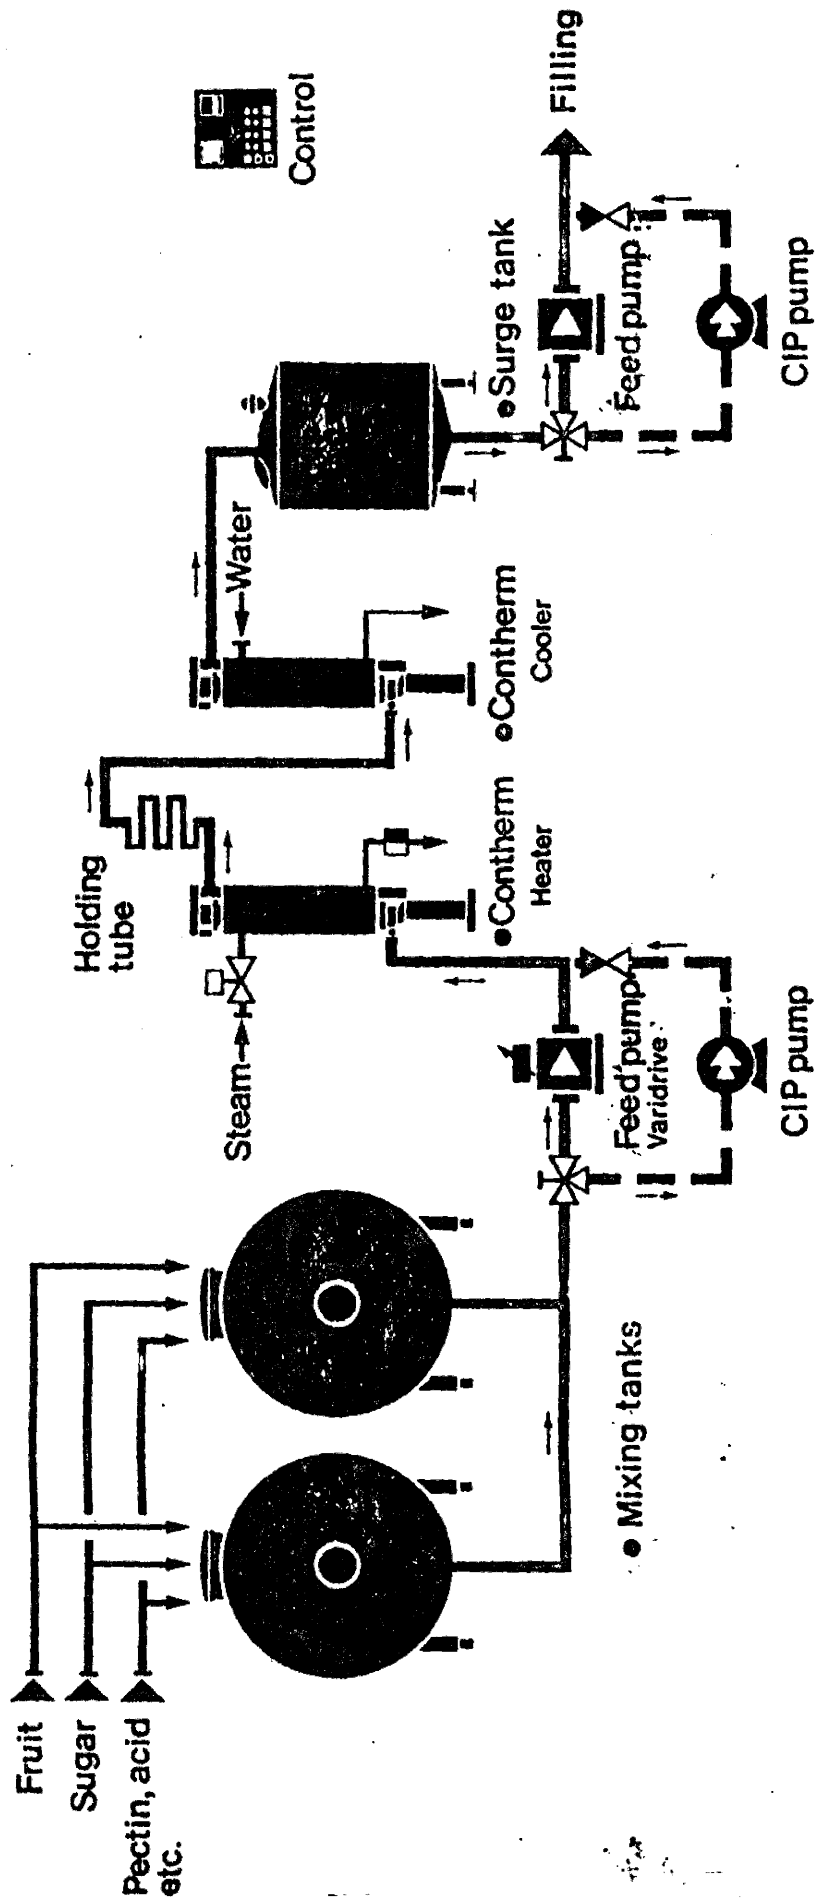 Fruit
Sugar
Pectin, acid
etc.
Steam
Holding
tube
Water
Control
Contherm
Heater
Contherm
Cooler
Surge tank
Filling
Mixing tanks
Feed pump
Varidrive
CIP pump
Feed pump
CIP pump